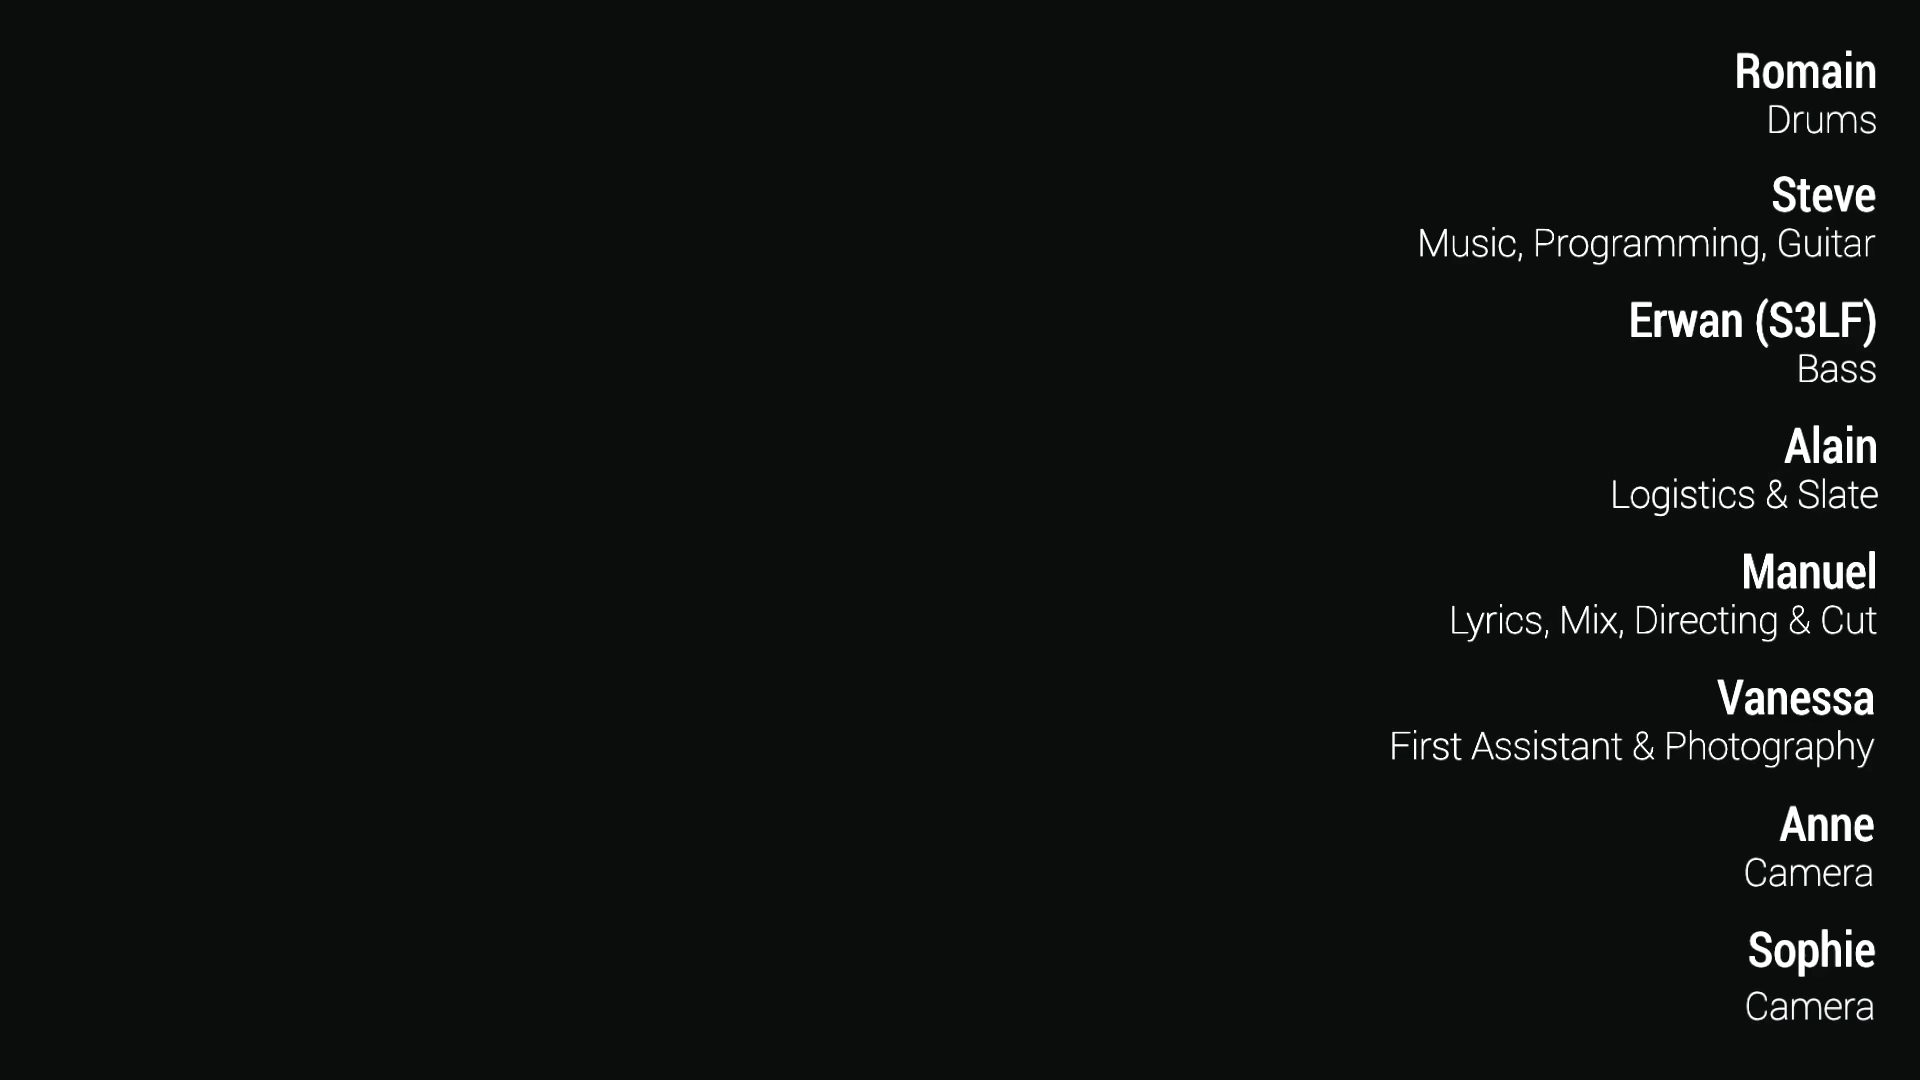 Romain
Drums
Steve
Music, Programming, Guitar
Erwan (S3LF)
Bass
Alain
Logistics & Slate
Manuel
Lyrics, Mix, Directing & Cut
Vanessa
First Assistant & Photography
Anne
Camera
Sophie
Camera